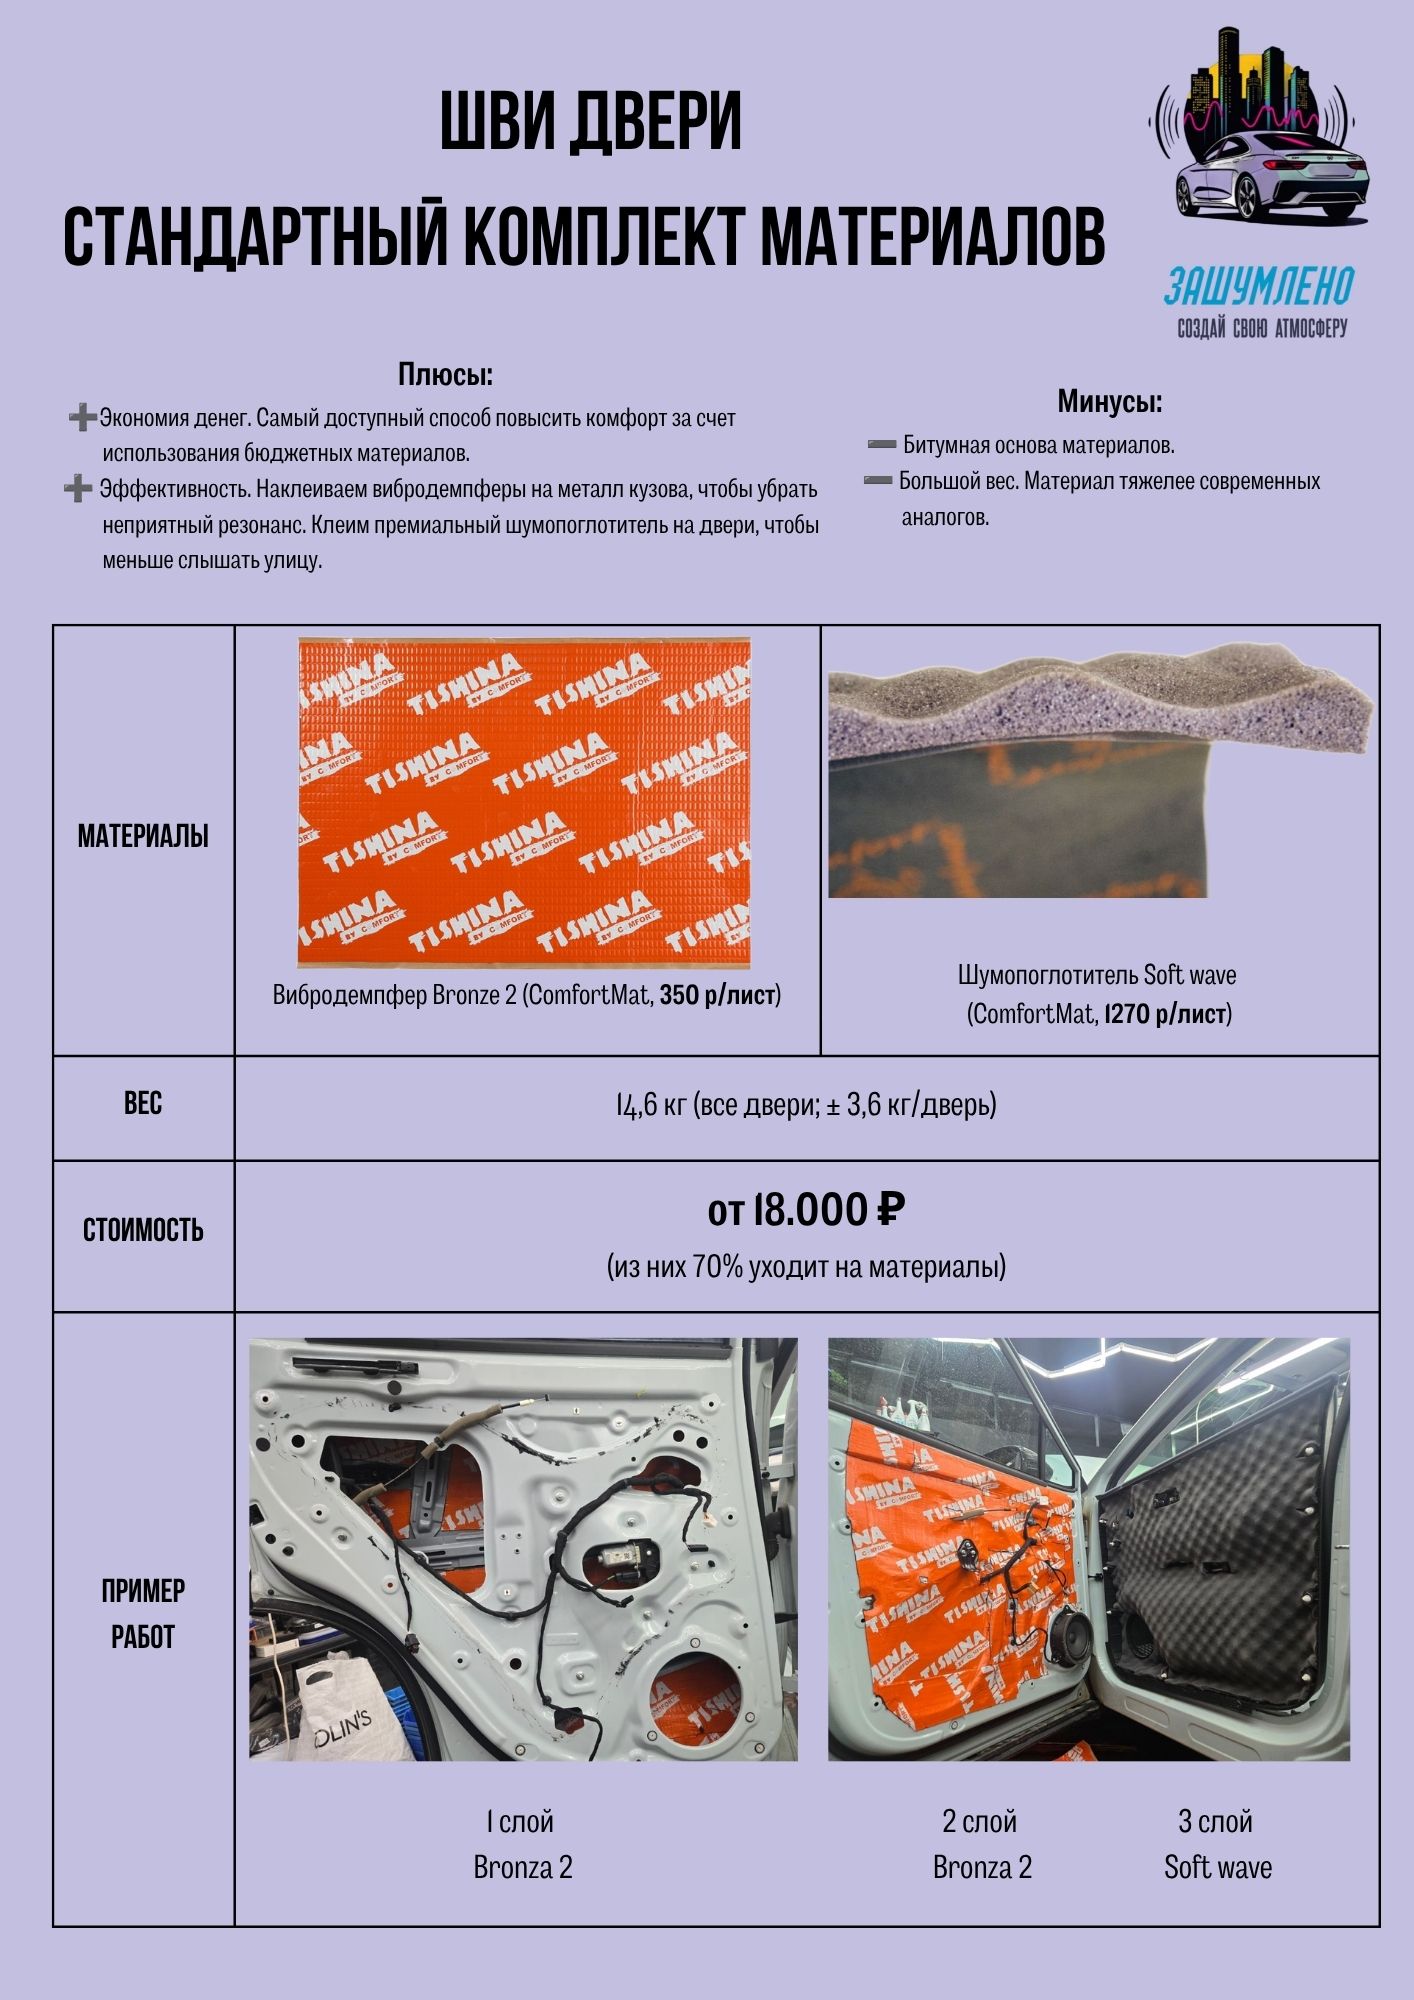 ШВИ ДВЕРИ
СТАНДАРТНЫЙ КОМПЛЕКТ МАТЕРИАЛОВ
ЗАШУМЛЕНО
СОЗДАЙ СВОЮ АТМОСФЕРУ
Плюсы:
➕Экономия денег. Самый доступный способ повысить комфорт за счет
использования бюджетных материалов.
➕ Эффективность. Наклеиваем вибродемпферы на металл кузова, чтобы убрать
неприятный резонанс. Клеим премиальный шумопоглотитель на двери, чтобы
меньше слышать улицу.
Минусы:
➖ Битумная основа материалов.
➖ Большой вес. Материал тяжелее современных
аналогов.
МАТЕРИАЛЫ
TISHINA
BY COMFORT
Вибродемпфер Bronze 2 (ComfortMat, 350 р/лист)
Шумопоглотитель Soft wave
(ComfortMat, 1270 р/лист)
ВЕС
14,6 кг (все двери; ± 3,6 кг/дверь)
СТОИМОСТЬ
от 18.000 ₽
(из них 70% уходит на материалы)
ПРИМЕР
РАБОТ
OLIN'S
TISHINA
1 слой
Bronza 2
2 слой
Bronza 2
3 слой
Soft wave